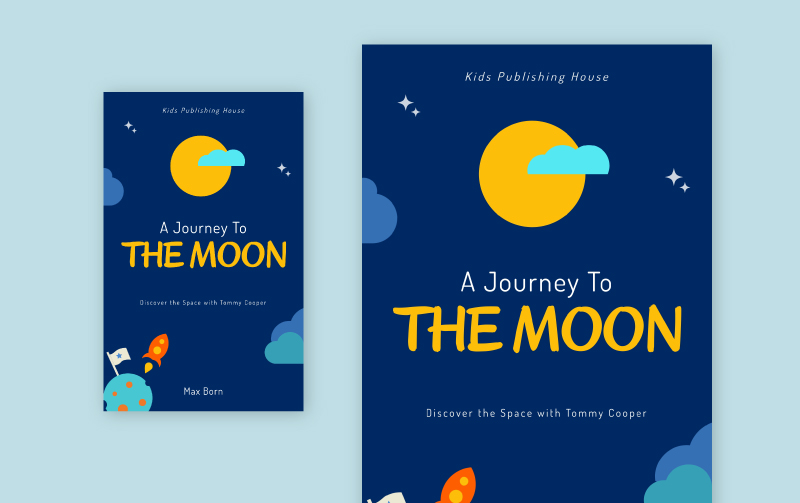 Kids Publishing House
A Journey To
THE MOON
Discover the Space with Tommy Cooper
Max Born
Kids Publishing House
A Journey To
THE MOON
Discover the Space with Tommy Cooper